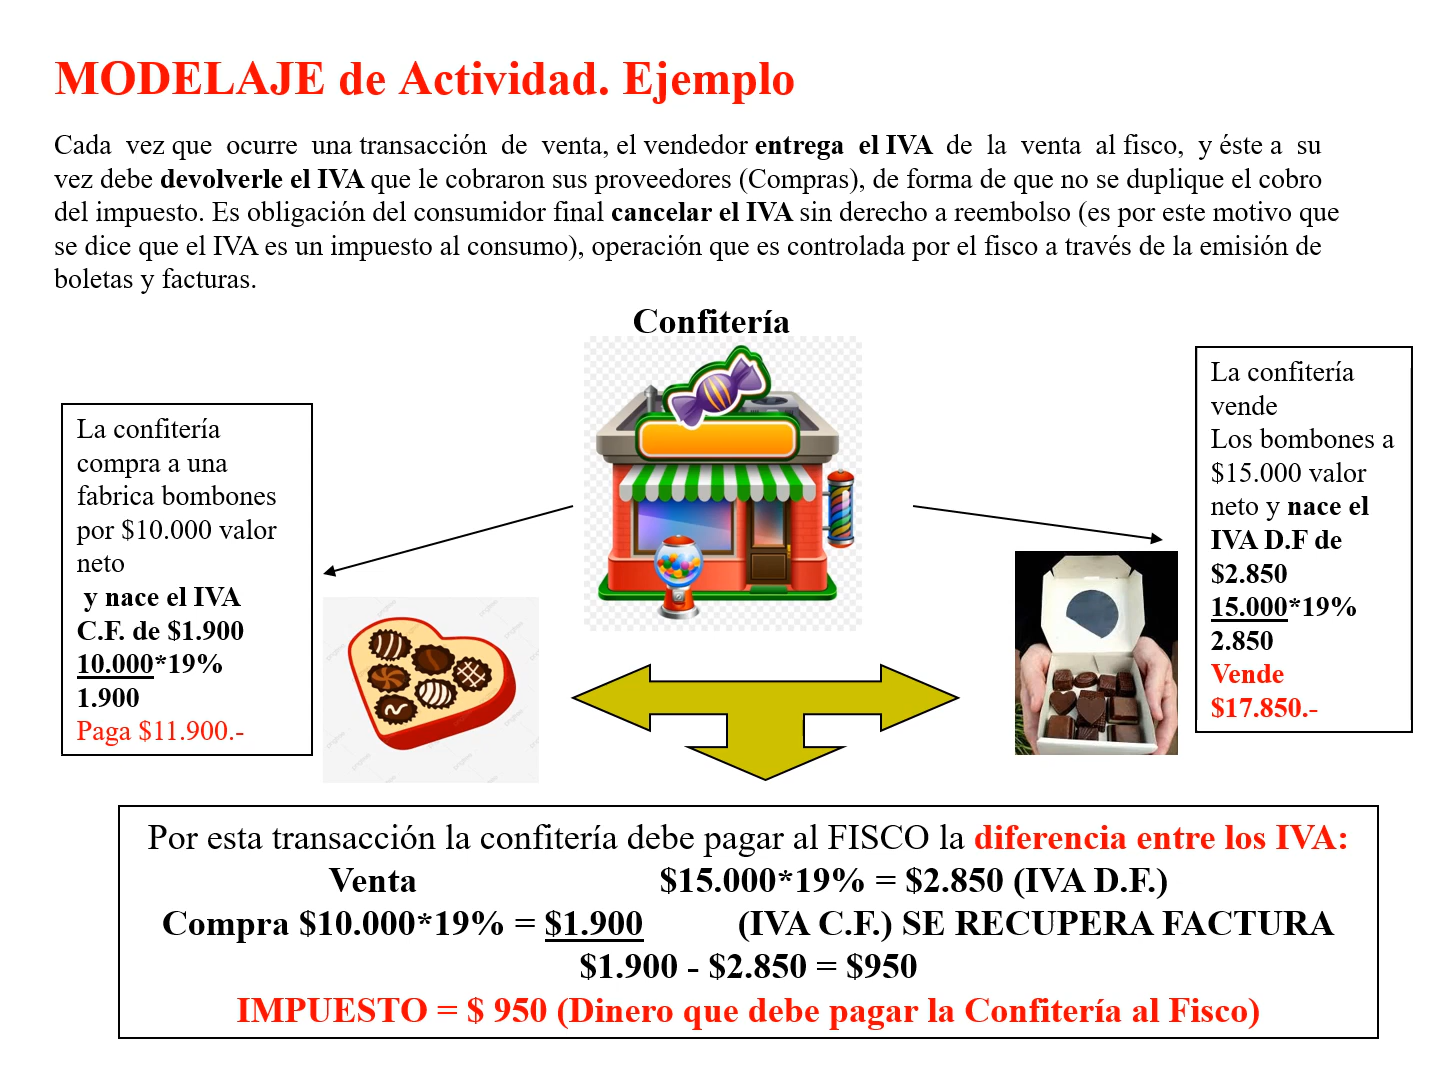 MODELAJE de Actividad. Ejemplo
Cada vez que ocurre una transacción de venta, el vendedor entrega el IVA de la venta al fisco, y éste a su
vez debe devolverle el IVA que le cobraron sus proveedores (Compras), de forma de que no se duplique el cobro
del impuesto. Es obligación del consumidor final cancelar el IVA sin derecho a reembolso (es por este motivo que
se dice que el IVA es un impuesto al consumo), operación que es controlada por el fisco a través de la emisión de
boletas y facturas.
Confitería
La confitería
compra a una
fabrica bombones
por $10.000 valor
neto
y nace el IVA
C.F. de $1.900
10.000*19%
1.900
Paga $11.900.-
La confitería
vende
Los bombones a
$15.000 valor
neto y nace el
IVA D.F de
$2.850
15.000*19%
2.850
Vende
$17.850.-
Por esta transacción la confitería debe pagar al FISCO la diferencia entre los IVA:
Venta $15.000*19% = $2.850 (IVA D.F.)
Compra $10.000*19% = $1.900 (IVA C.F.) SE RECUPERA FACTURA
$1.900 - $2.850 = $950
IMPUESTO = $ 950 (Dinero que debe pagar la Confitería al Fisco)